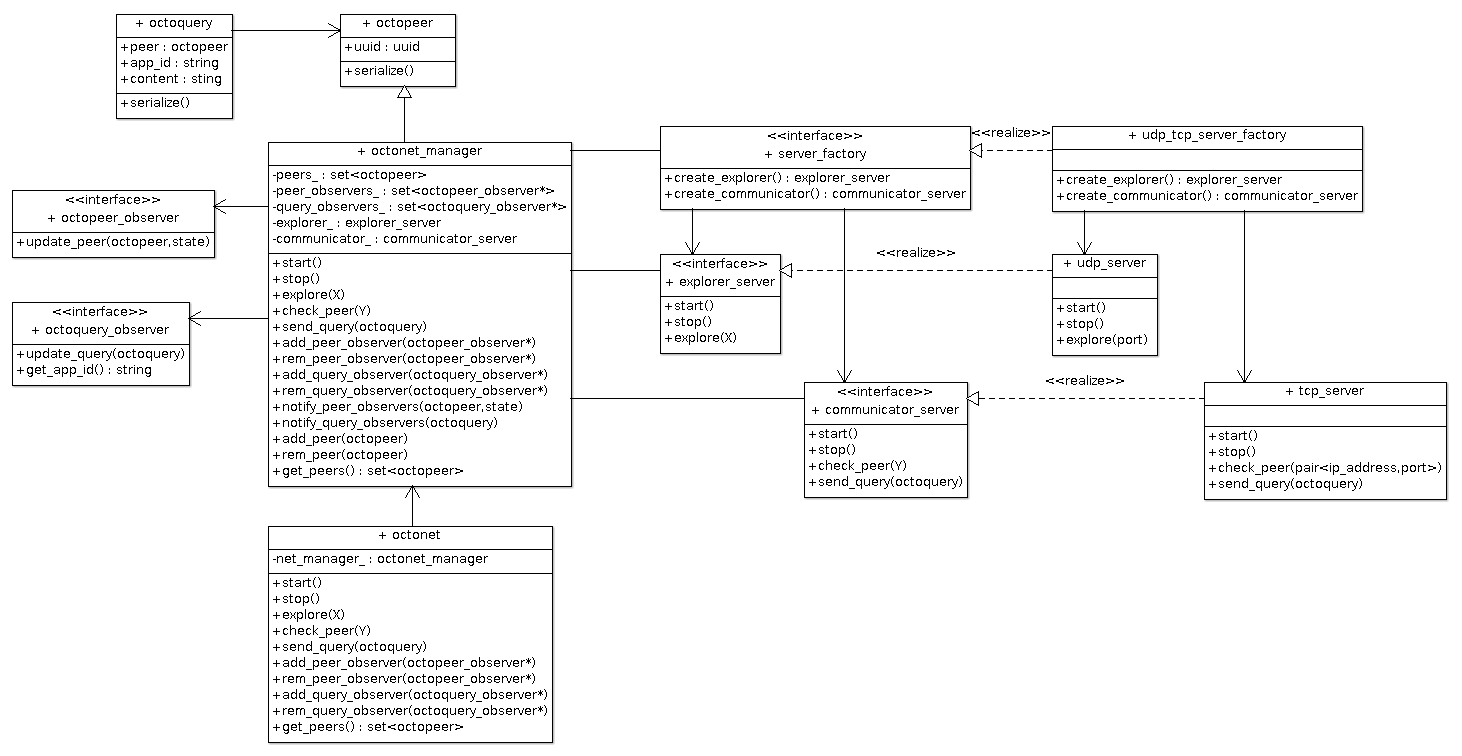 + octoquery
+peer : octopeer
+app_id : string
+content : sting
+serialize()
+ octopeer
+uuid : uuid
+serialize()
+ octonet_manager
-peers_ : set<octopeer>
-peer_observers_ : set<octopeer_observer*>
-query_observers_ : set<octoquery_observer*>
-explorer_ : explorer_server
-communicator_ : communicator_server
+start()
+stop()
+explore(X)
+check_peer(Y)
+send_query(octoquery)
+add_peer_observer(octopeer_observer*)
+rem_peer_observer(octopeer_observer*)
+add_query_observer(octoquery_observer*)
+rem_query_observer(octoquery_observer*)
+notify_peer_observers(octopeer,state)
+notify_query_observers(octoquery)
+add_peer(octopeer)
+rem_peer(octopeer)
+get_peers() : set<octopeer>
<<interface>>
+ octopeer_observer
+update_peer(octopeer,state)
<<interface>>
+ octoquery_observer
+update_query(octoquery)
+get_app_id() : string
<<interface>>
+ server_factory
+create_explorer() : explorer_server
+create_communicator() : communicator_server
<<realize>>
+ udp_tcp_server_factory
+create_explorer() : explorer_server
+create_communicator() : communicator_server
<<interface>>
+ explorer_server
+start()
+stop()
+explore(X)
<<realize>>
+ udp_server
+start()
+stop()
+explore(port)
<<interface>>
+ communicator_server
+start()
+stop()
+check_peer(Y)
+send_query(octoquery)
<<realize>>
+ tcp_server
+start()
+stop()
+check_peer(pair<ip_address,port>)
+send_query(octoquery)
+ octonet
-net_manager_ : octonet_manager
+start()
+stop()
+explore(X)
+check_peer(Y)
+send_query(octoquery)
+add_peer_observer(octopeer_observer*)
+rem_peer_observer(octopeer_observer*)
+add_query_observer(octoquery_observer*)
+rem_query_observer(octoquery_observer*)
+get_peers() : set<octopeer>